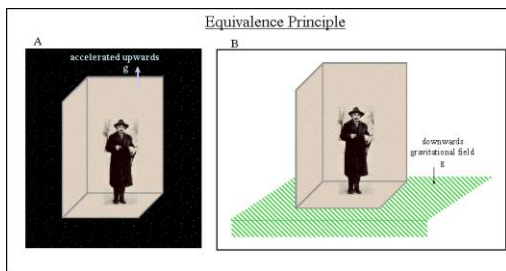 Equivalence Principle
A
accelerated upwards
g
B
downwards
gravitational field
g